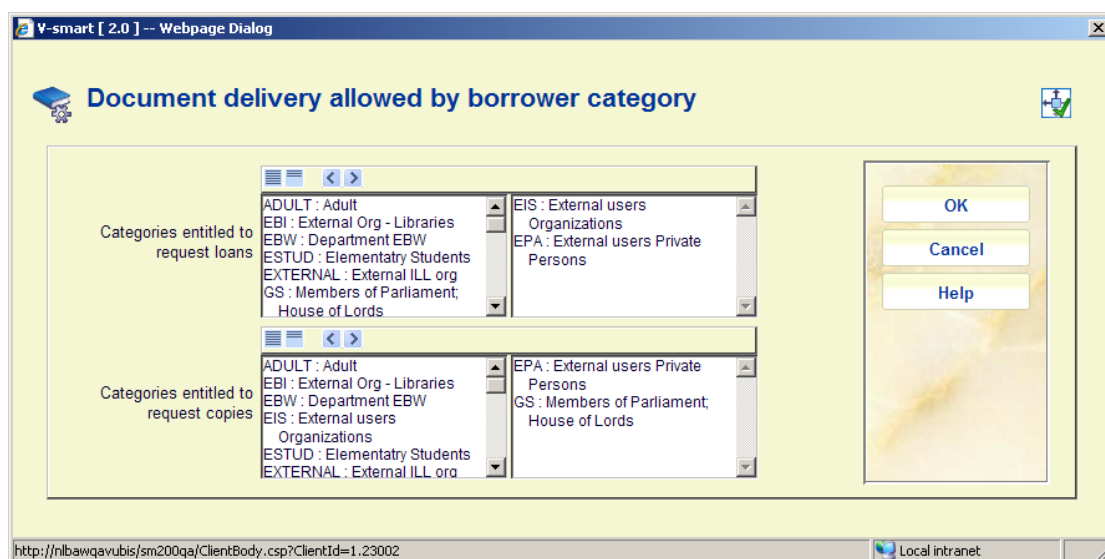 V-smart [ 2.0 ] -- Webpage Dialog
Document delivery allowed by borrower category
Categories entitled to
request loans
ADULT : Adult
EBI : External Org - Libraries
EBW : Department EBW
ESTUD : Elementatry Students
EXTERNAL : External ILL org
GS : Members of Parliament;
House of Lords
EIS : External users
Organizations
EPA : External users Private
Persons
Categories entitled to
request copies
ADULT : Adult
EBI : External Org - Libraries
EBW : Department EBW
EIS : External users
Organizations
ESTUD : Elementatry Students
EXTERNAL : External ILL org
EPA : External users Private
Persons
GS : Members of Parliament;
House of Lords
OK
Cancel
Help
http://nlbawqavubis/sm200qa/ClientBody.csp?ClientId=1.23002
Local intranet